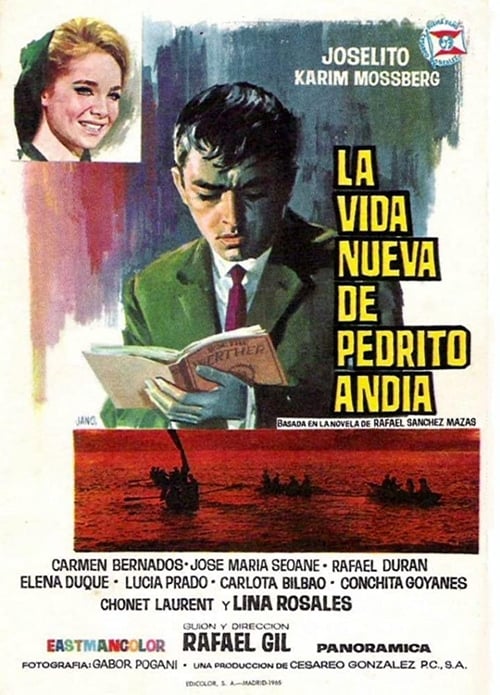 JOSELITO
KARIM MOSSBERG
LA
VIDA
NUEVA
DE
PEDRITO
ANDIA
BASADA EN LA NOVELA DE RAFAEL SANCHEZ MAZAS
GOETHE
WERTHER
JANO.
CARMEN BERNADOS · JOSE MARIA SEOANE · RAFAEL DURAN
ELENA DUQUE · LUCIA PRADO · CARLOTA BILBAO · CONCHITA GOYANES
CHONET LAURENT Y LINA ROSALES
GUION Y DIRECCION
EASTMANCOLOR RAFAEL GIL PANORAMICA
FOTOGRAFIA: GABOR POGANI · UNA PRODUCCION DE CESAREO GONZALEZ P.C., S.A.
EDICOLOR, S. A.—MADRID-1965